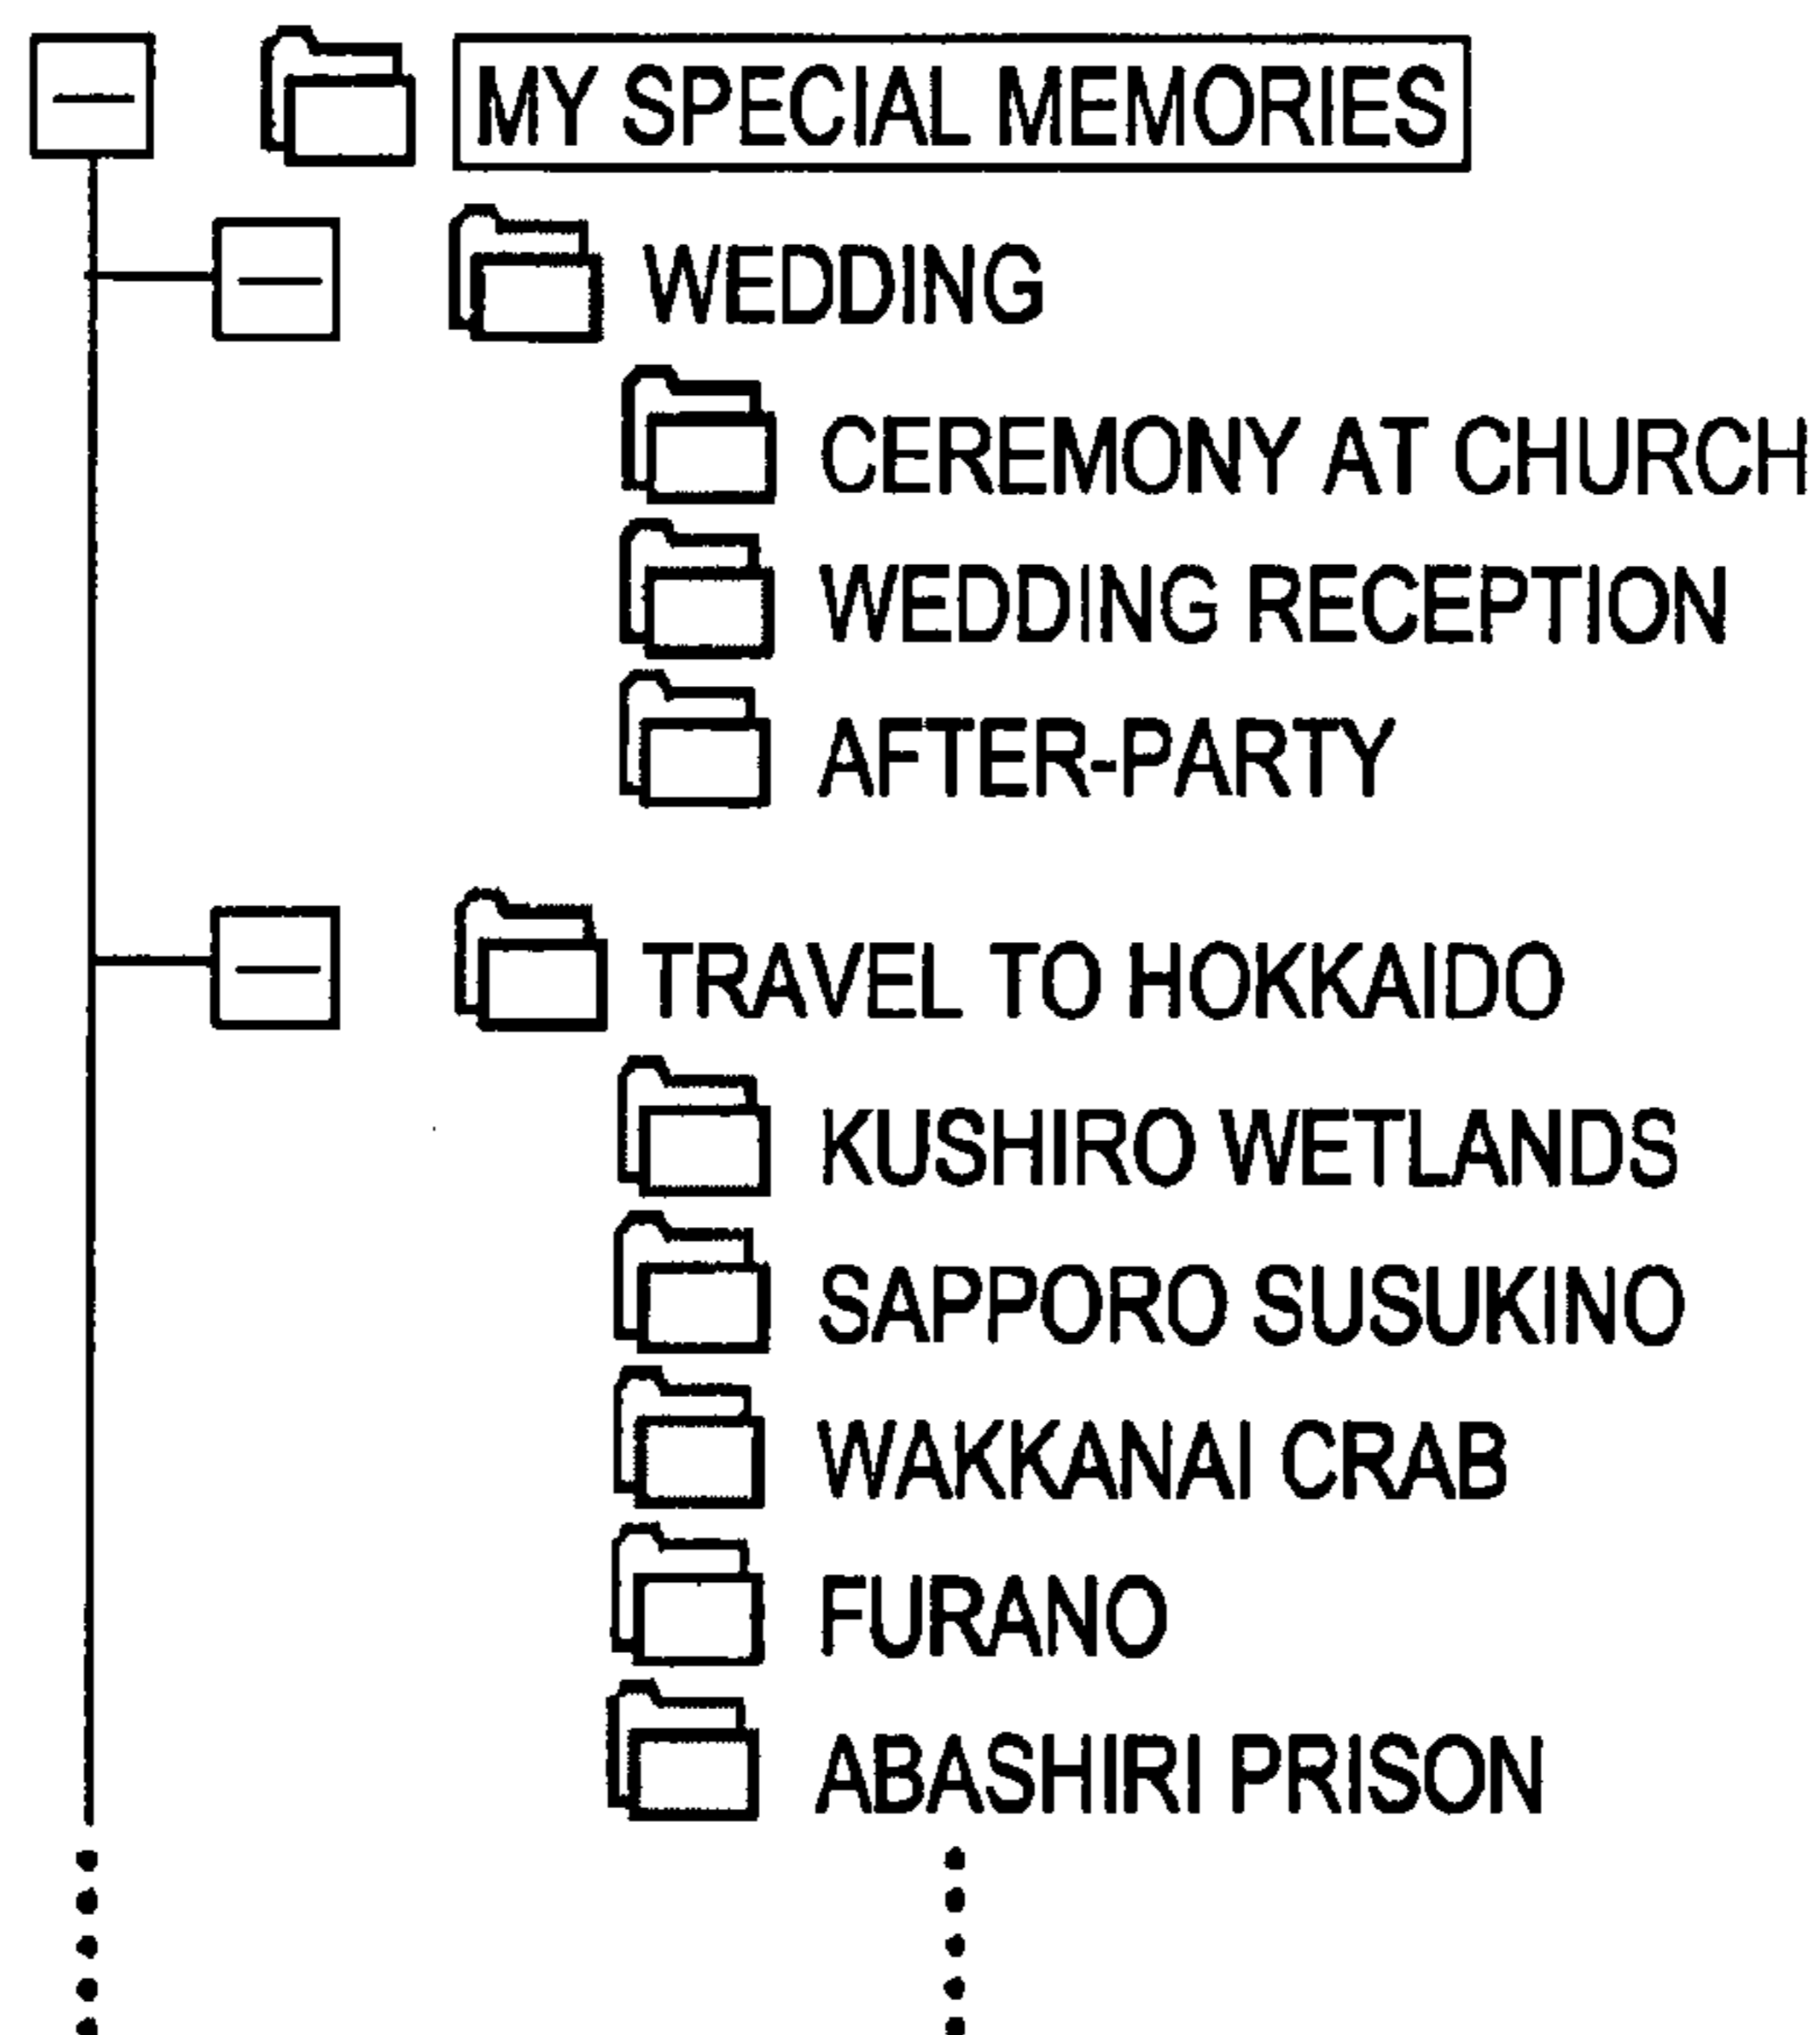 MY SPECIAL MEMORIES
WEDDING
CEREMONY AT CHURCH
WEDDING RECEPTION
AFTER-PARTY
TRAVEL TO HOKKAIDO
KUSHIRO WETLANDS
SAPPORO SUSUKINO
WAKKANAI CRAB
FURANO
ABASHIRI PRISON